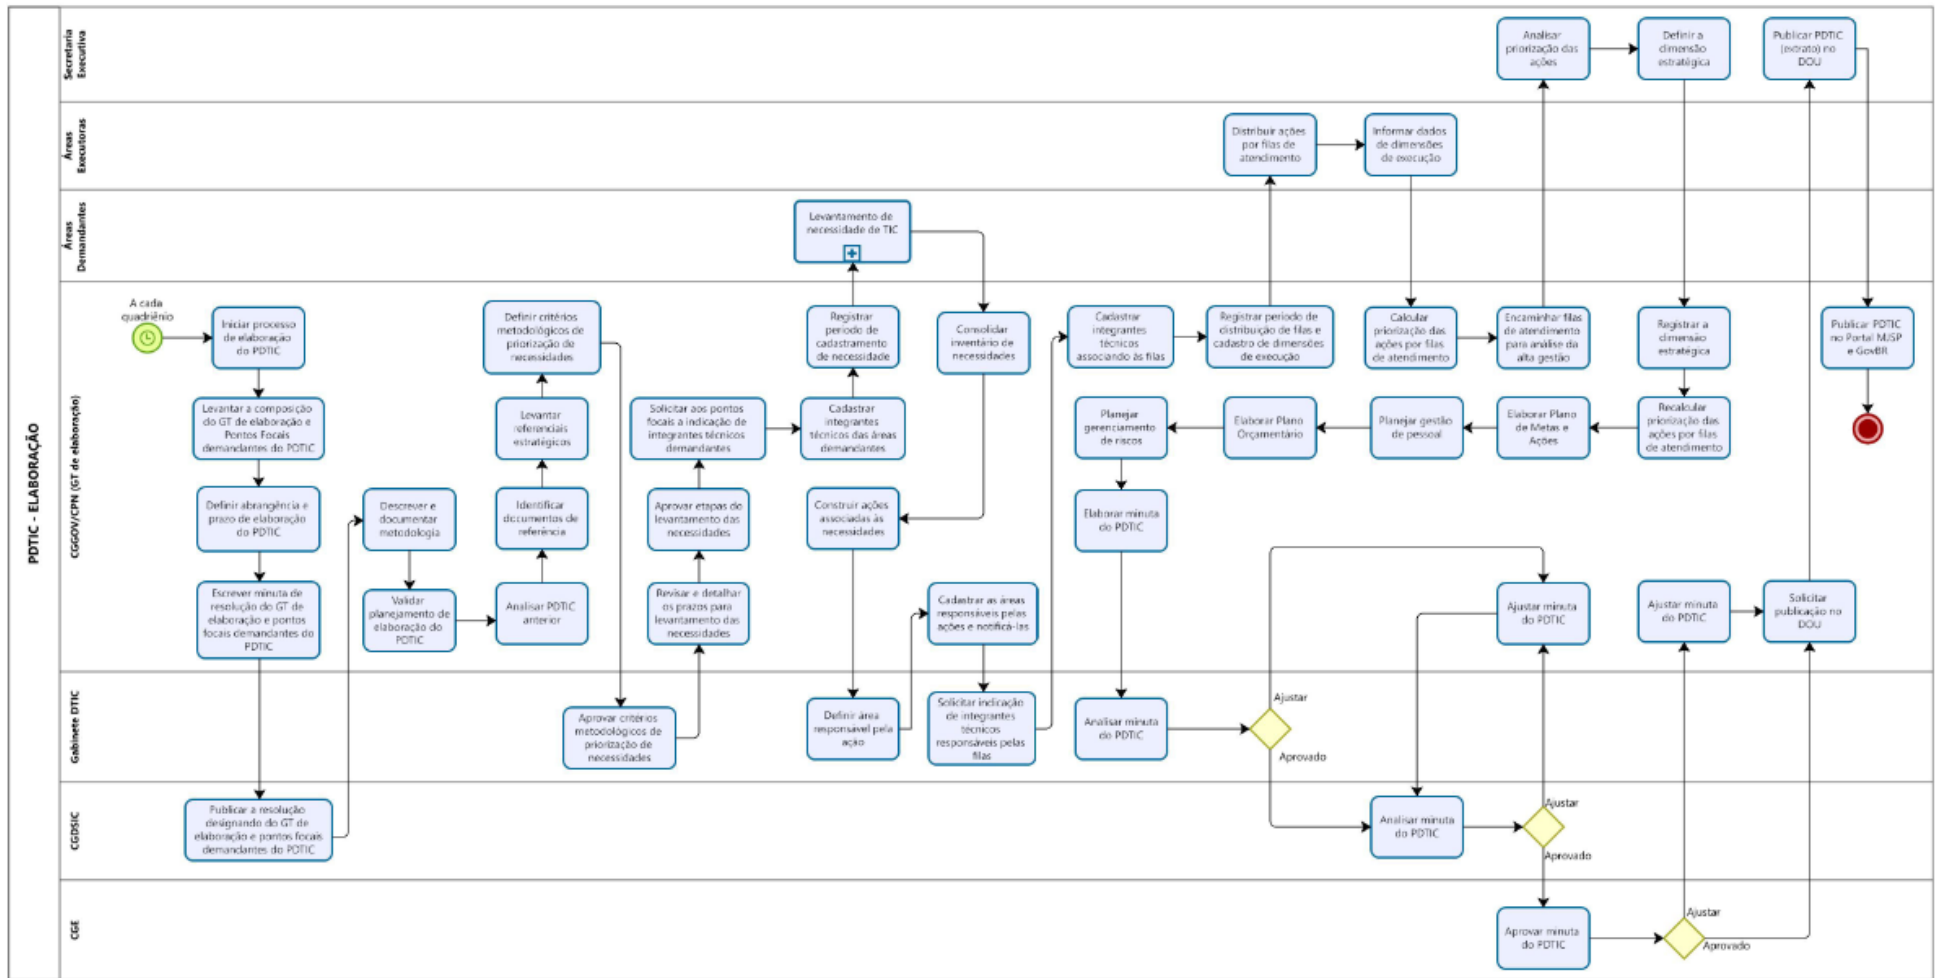 PDTIC - ELABORAÇÃO
Secretaria
Executiva
Analisar
priorização das
ações
Definir a
dimensão
estratégica
Publicar PDTIC
(extrato) no
DOU
Áreas
Executoras
Distribuir ações
por filas de
atendimento
Informar dados
de dimensões
de execução
Áreas
Demandantes
Levantamento de
necessidade de TIC
CGGOV/CPN (GT de elaboração)
A cada
quadriênio
Iniciar processo
de elaboração
do PDTIC
Definir critérios
metodológicos de
priorização de
necessidades
Registrar
período de
cadastramento
de necessidade
Consolidar
inventário de
necessidades
Cadastrar
integrantes
técnicos
associando às filas
Registrar período de
distribuição de filas e
cadastro de dimensões
de execução
Calcular
priorização das
ações por filas
de atendimento
Encaminhar filas
de atendimento
para análise da
alta gestão
Registrar a
dimensão
estratégica
Publicar PDTIC
no Portal MJSP
e GovBR
Levantar a composição
do GT de elaboração e
Pontos Focais
demandantes do PDTIC
Levantar
referenciais
estratégicos
Solicitar aos pontos
focais a indicação de
integrantes técnicos
demandantes
Cadastrar
integrantes
técnicos das áreas
demandantes
Planejar
gerenciamento
de riscos
Elaborar Plano
Orçamentário
Planejar gestão
de pessoal
Elaborar Plano
de Metas e
Ações
Recalcular
priorização das
ações por filas
de atendimento
Definir abrangência e
prazo de elaboração
do PDTIC
Descrever e
documentar
metodologia
Identificar
documentos de
referência
Aprovar etapas do
levantamento das
necessidades
Construir ações
associadas às
necessidades
Elaborar minuta
do PDTIC
Escrever minuta de
resolução do GT de
elaboração e pontos
focais demandantes do
PDTIC
Validar
planejamento de
elaboração do
PDTIC
Analisar PDTIC
anterior
Revisar e detalhar
os prazos para
levantamento das
necessidades
Cadastrar as áreas
responsáveis pelas
ações e notificá-las
Ajustar minuta
do PDTIC
Ajustar minuta
do PDTIC
Solicitar
publicação no
DOU
Gabinete DTIC
Aprovar critérios
metodológicos de
priorização de
necessidades
Definir área
responsável pela
ação
Solicitar indicação
de integrantes
técnicos
responsáveis pelas
filas
Analisar minuta
do PDTIC
Ajustar
Aprovado
CGDSIC
Publicar a resolução
designando do GT de
elaboração e pontos focais
demandantes do PDTIC
Analisar minuta
do PDTIC
Ajustar
Aprovado
CGE
Aprovar minuta
do PDTIC
Ajustar
Aprovado